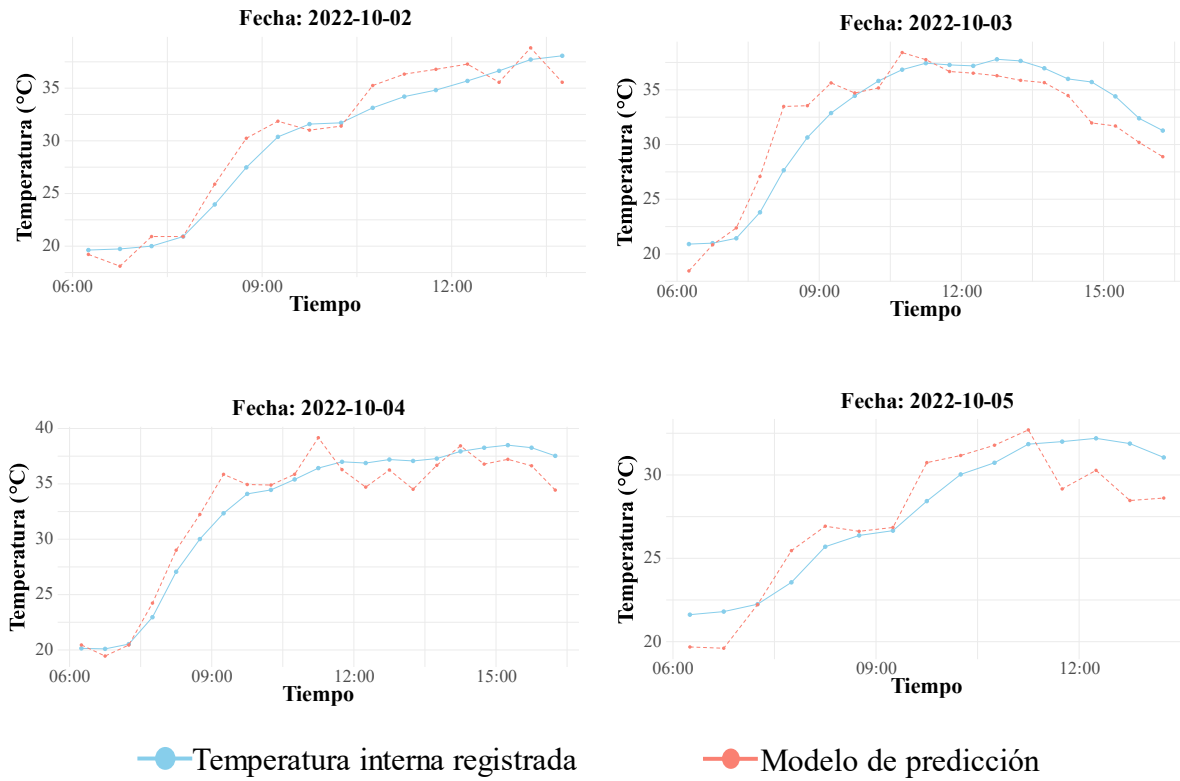 Fecha: 2022-10-02
Temperatura (°C)
35
30
25
20
06:00 09:00 12:00
Tiempo
Fecha: 2022-10-03
Temperatura (°C)
35
30
25
20
06:00 09:00 12:00 15:00
Tiempo
Fecha: 2022-10-04
Temperatura (°C)
40
35
30
25
20
06:00 09:00 12:00 15:00
Tiempo
Fecha: 2022-10-05
Temperatura (°C)
30
25
20
06:00 09:00 12:00
Tiempo
Temperatura interna registrada
Modelo de predicción